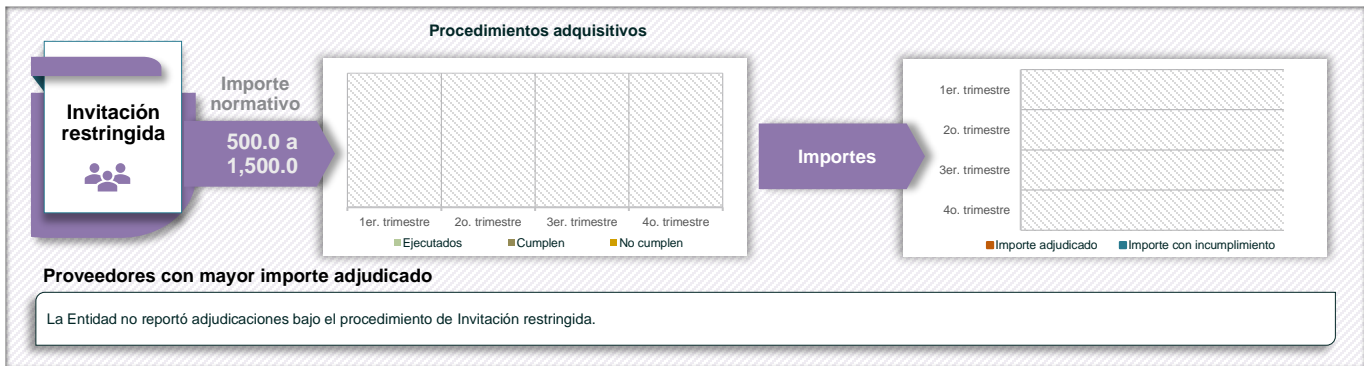 Procedimientos adquisitivos
Invitación
restringida
Importe
normativo
500.0 a
1,500.0
1er. trimestre
2o. trimestre
3er. trimestre
4o. trimestre
Ejecutados
Cumplen
No cumplen
Importes
1er. trimestre
2o. trimestre
3er. trimestre
4o. trimestre
Importe adjudicado
Importe con incumplimiento
Proveedores con mayor importe adjudicado
La Entidad no reportó adjudicaciones bajo el procedimiento de Invitación restringida.